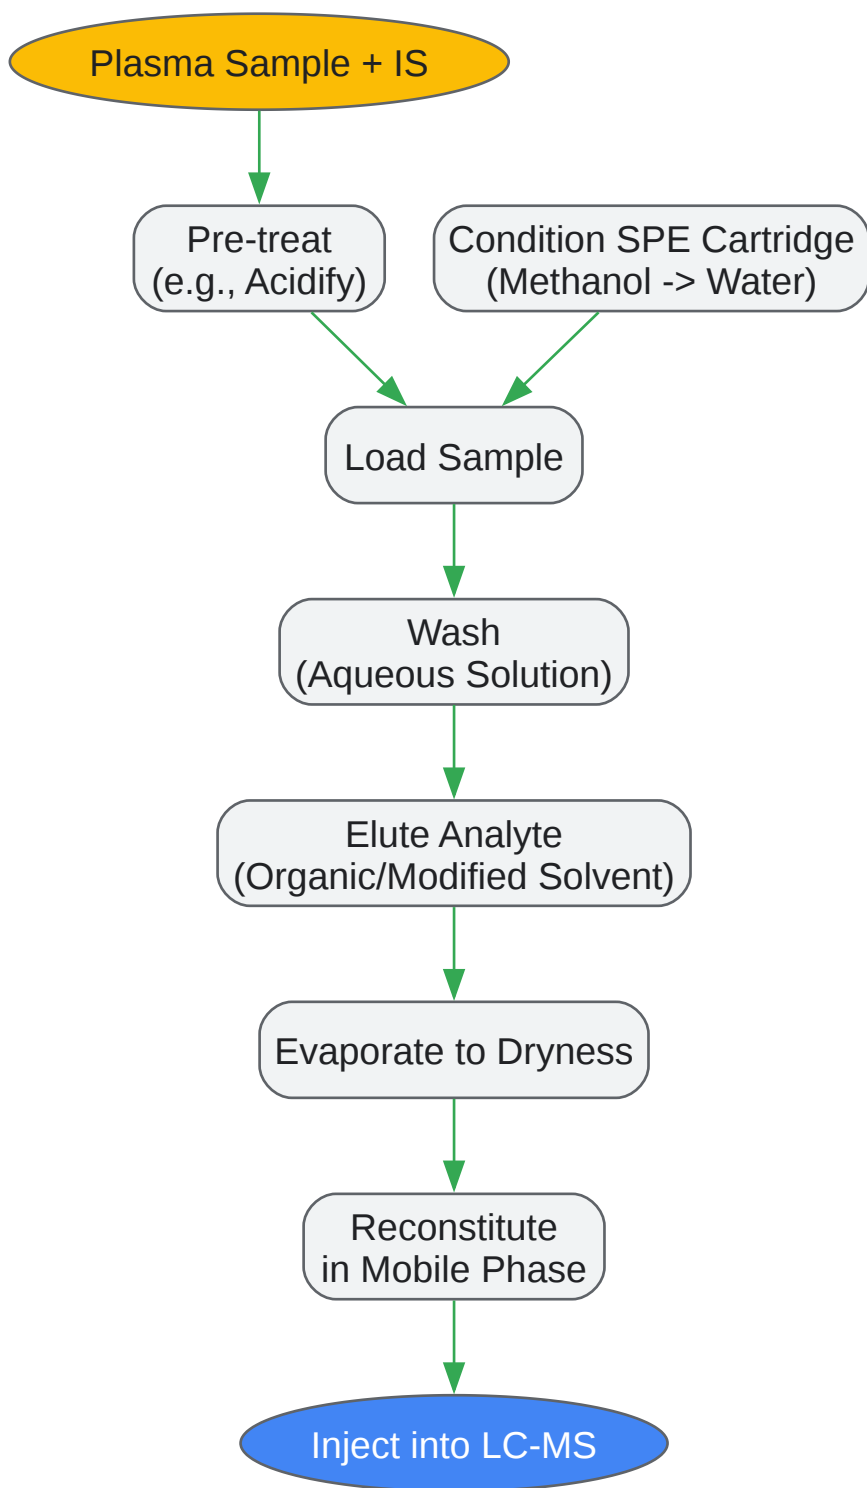 Plasma Sample + IS
Pre-treat
(e.g., Acidify)
Condition SPE Cartridge
(Methanol -> Water)
Load Sample
Wash
(Aqueous Solution)
Elute Analyte
(Organic/Modified Solvent)
Evaporate to Dryness
Reconstitute
in Mobile Phase
Inject into LC-MS